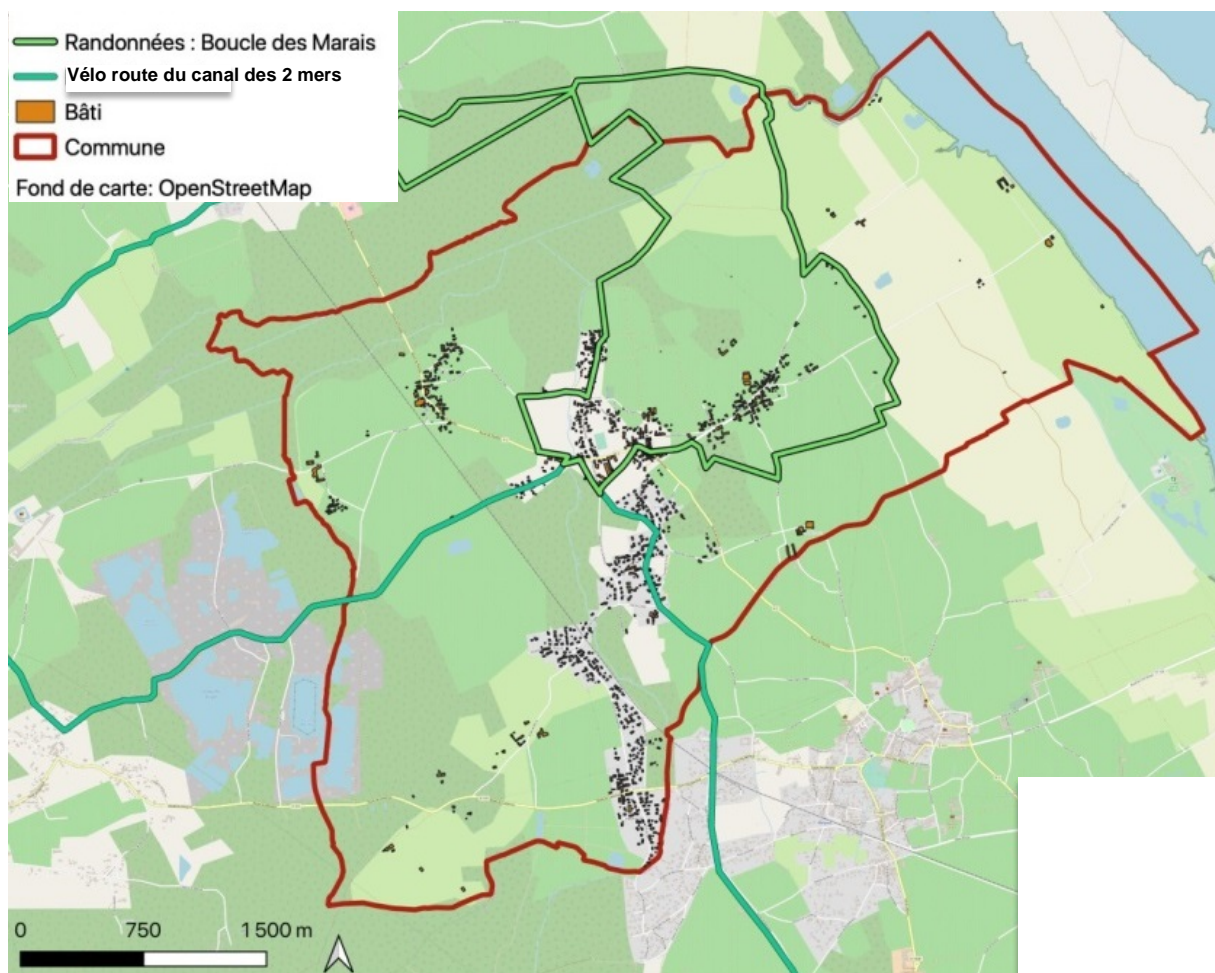 Randonnées : Boucle des Marais
Vélo route du canal des 2 mers
Bâti
Commune
Fond de carte: OpenStreetMap
0 750 1 500 m